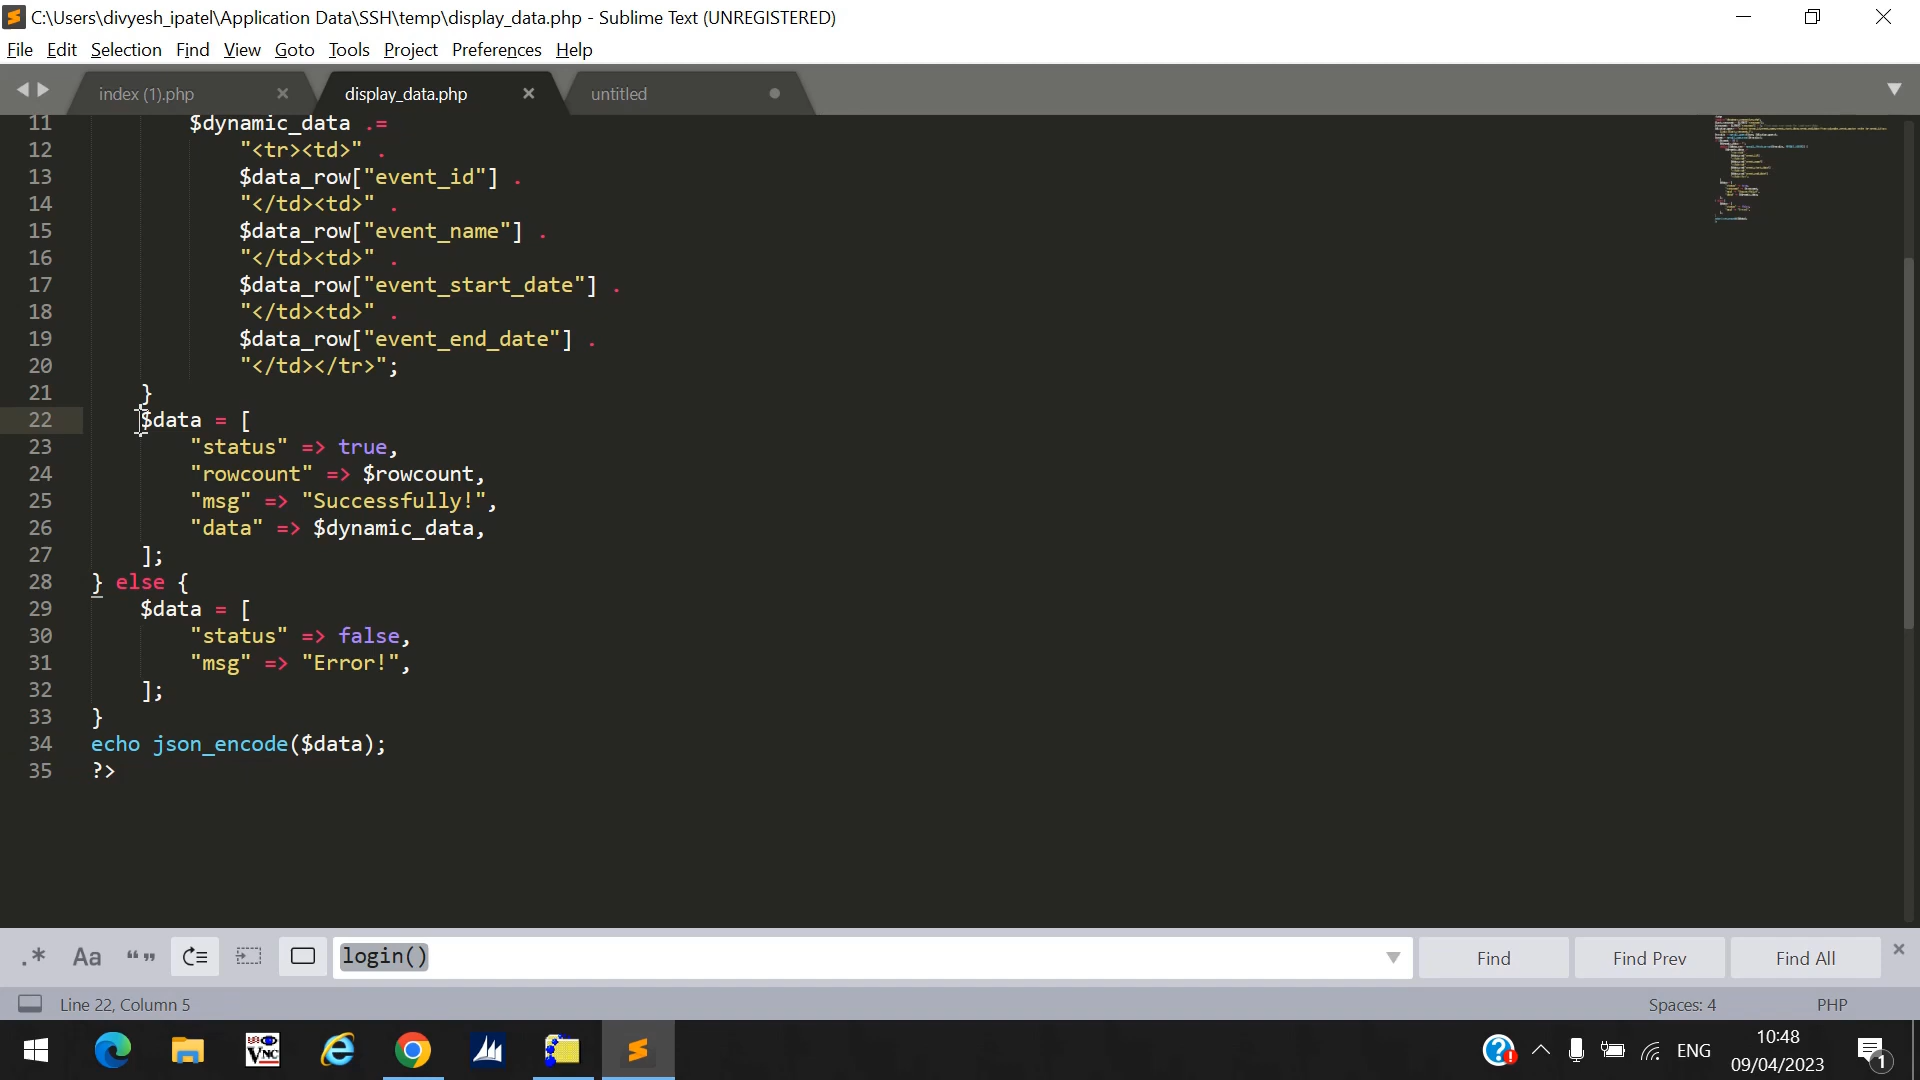 C:\Users\divyesh_ipatel\Application Data\SSH\temp\display_data.php - Sublime Text (UNREGISTERED)
File Edit Selection Find View Goto Tools Project Preferences Help
index (1).php display_data.php untitled
11 $dynamic_data .=
12 "<tr><td>" .
13 $data_row["event_id"] .
14 "</td><td>" .
15 $data_row["event_name"] .
16 "</td><td>" .
17 $data_row["event_start_date"] .
18 "</td><td>" .
19 $data_row["event_end_date"] .
20 "</td></tr>";
21 }
22 $data = [
23 "status" => true,
24 "rowcount" => $rowcount,
25 "msg" => "Successfully!",
26 "data" => $dynamic_data,
27 ];
28 } else {
29 $data = [
30 "status" => false,
31 "msg" => "Error!",
32 ];
33 }
34 echo json_encode($data);
35 ?>
.* Aa “” login() Find Find Prev Find All
Line 22, Column 5 Spaces: 4 PHP
VNC ENG 10:48
09/04/2023 1